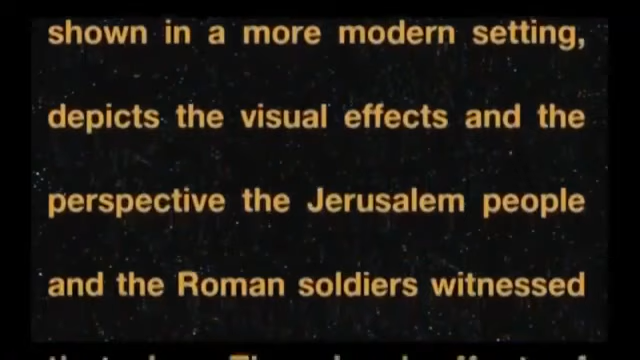 shown in a more modern setting,
depicts the visual effects and the
perspective the Jerusalem people
and the Roman soldiers witnessed